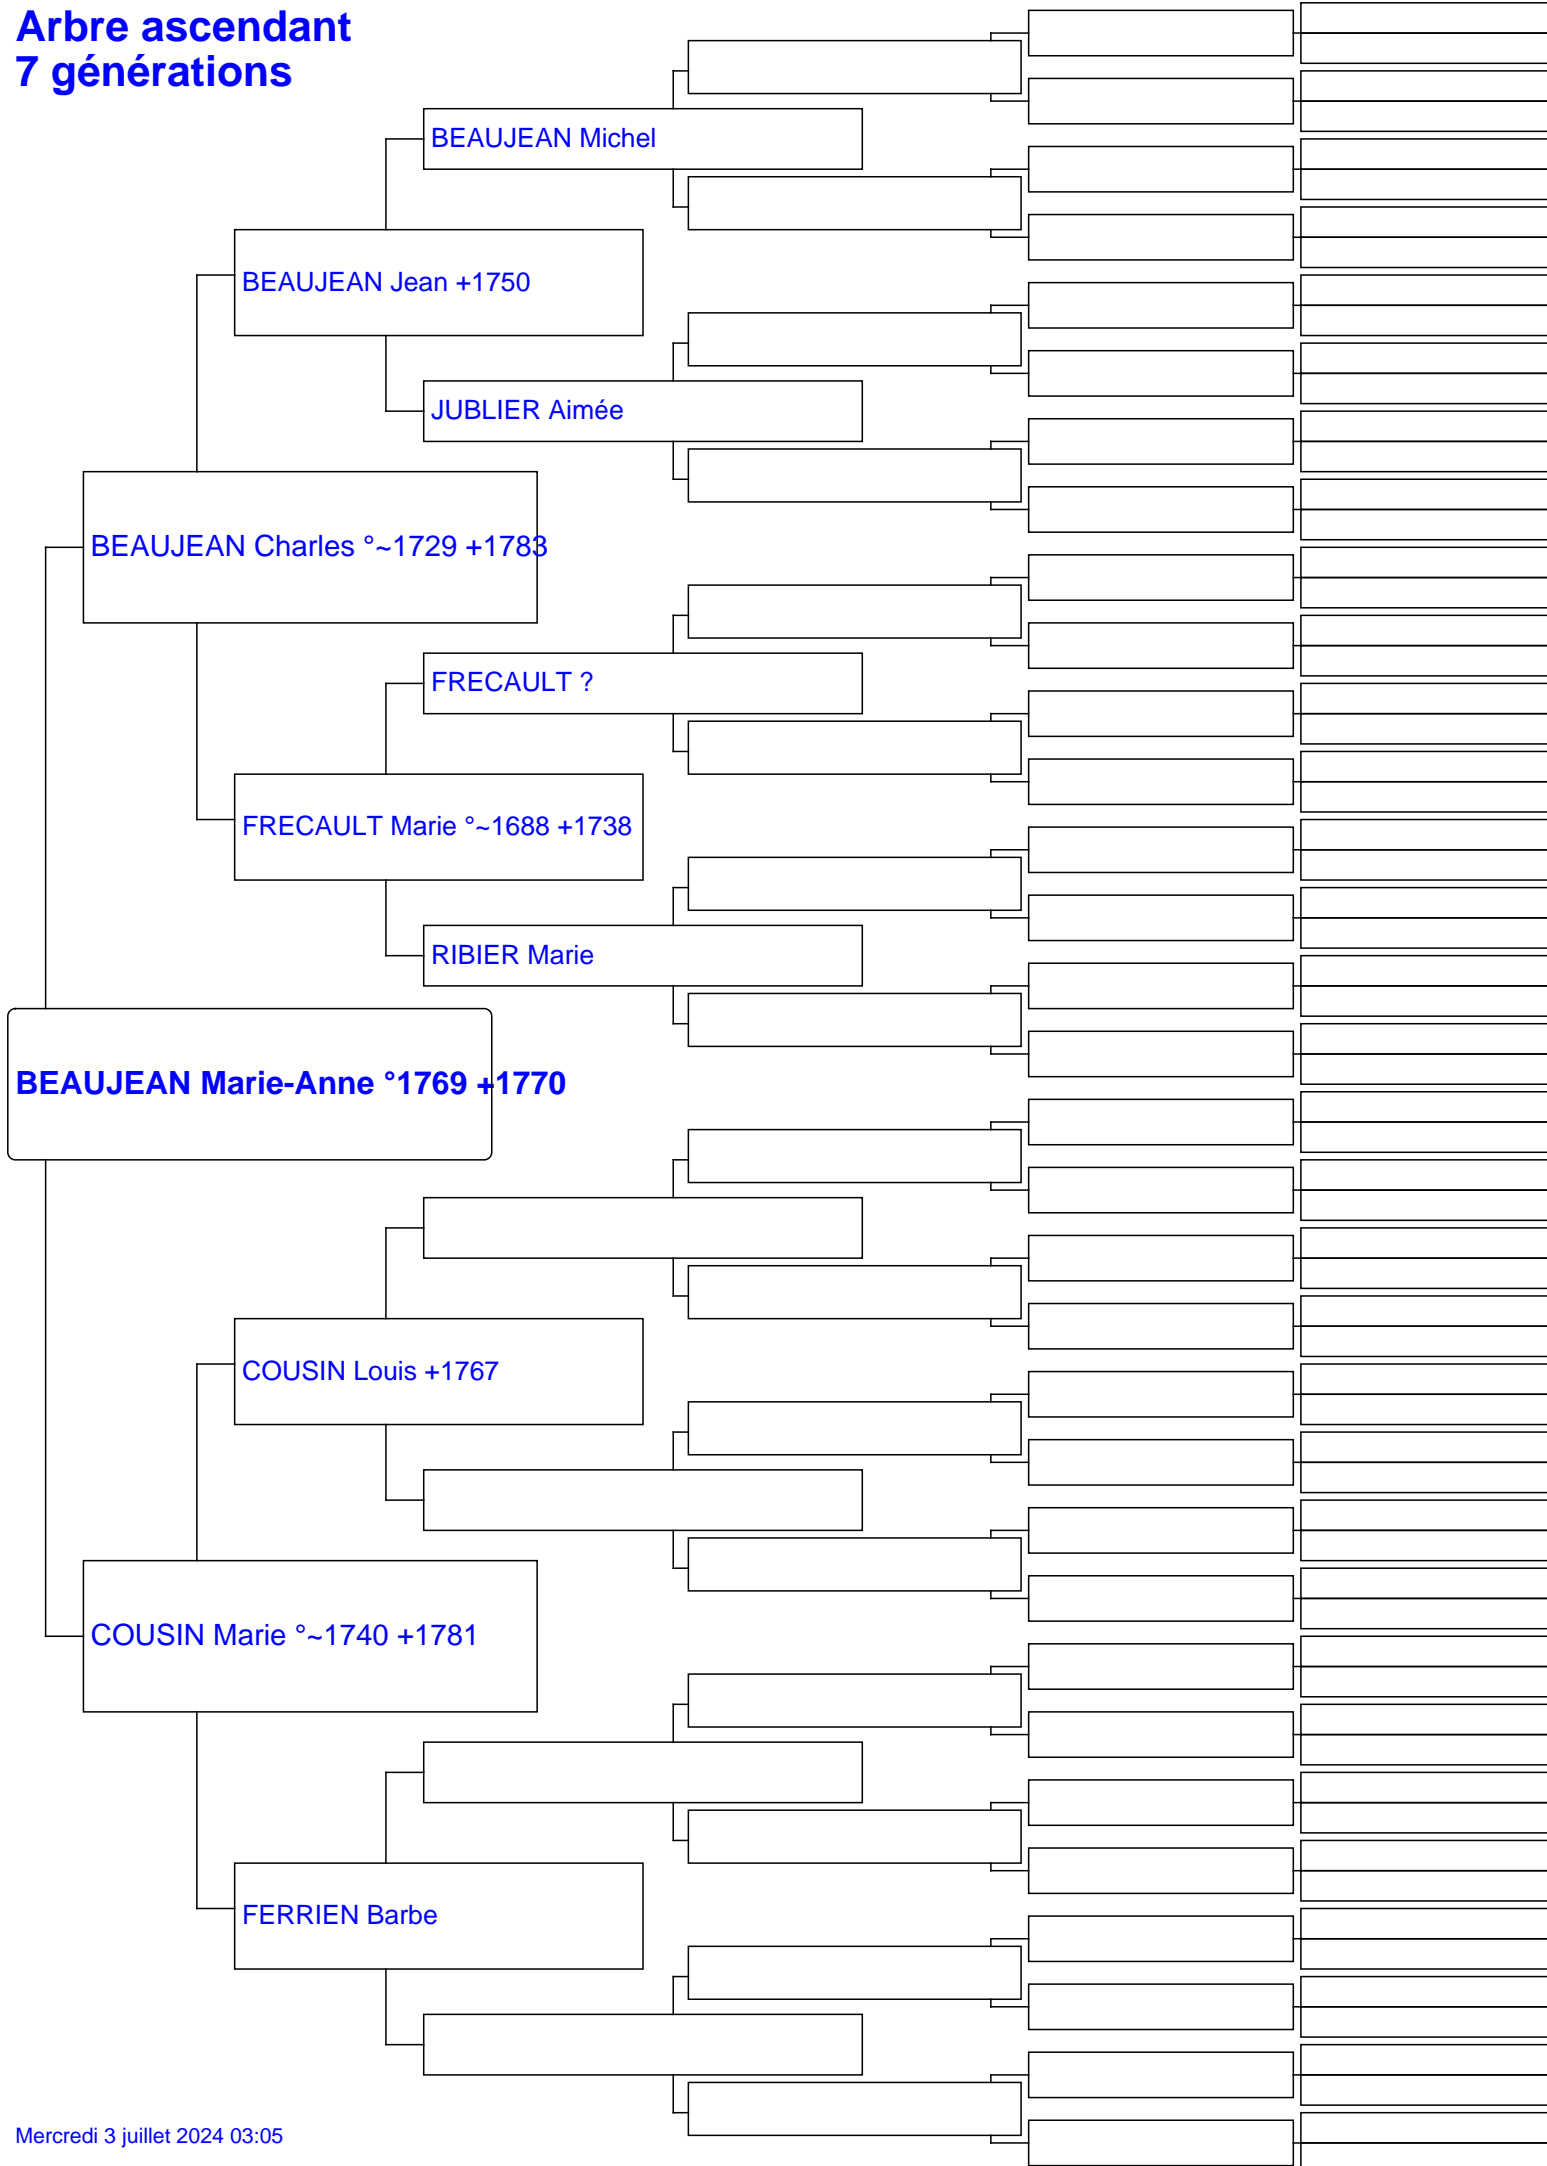 Arbre ascendant
7 générations
BEAUJEAN Michel
BEAUJEAN Jean +1750
JUBLIER Aimée
BEAUJEAN Charles °~1729 +1783
FRECAULT ?
FRECAULT Marie °~1688 +1738
RIBIER Marie
BEAUJEAN Marie-Anne °1769 +1770
COUSIN Louis +1767
COUSIN Marie °~1740 +1781
FERRIEN Barbe
Mercredi 3 juillet 2024 03:05